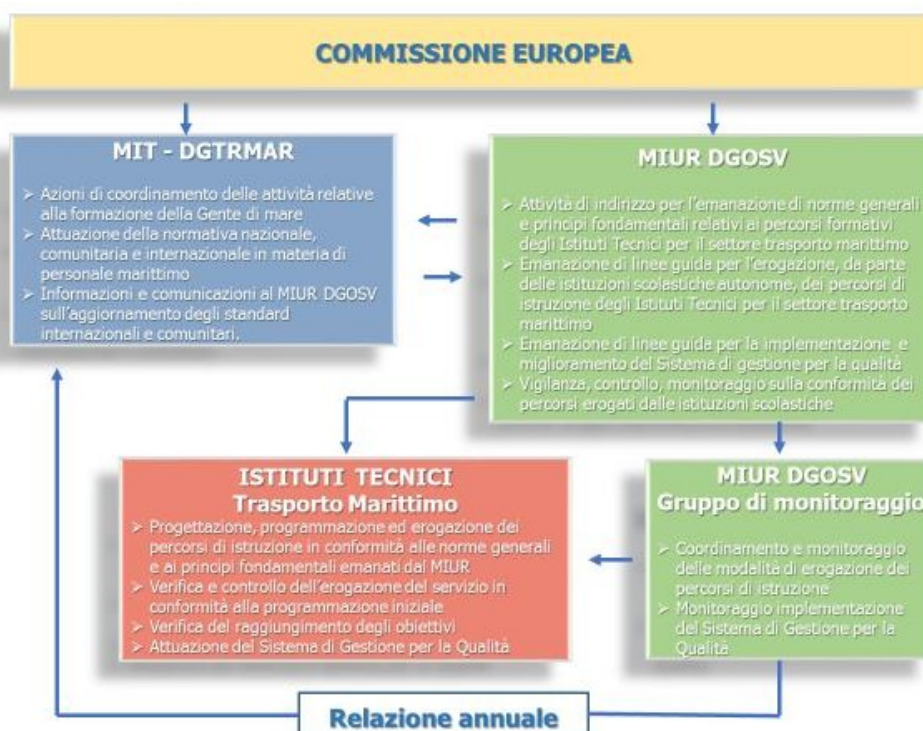 COMMISSIONE EUROPEA
MIT - DGTRMAR
➢ Azioni di coordinamento delle attività relative
alla formazione della Gente di mare
➢ Attuazione della normativa nazionale,
comunitaria e internazionale in materia di
personale marittimo
➢ Informazioni e comunicazioni al MIUR DGOSV
sull'aggiornamento degli standard
internazionali e comunitari.
MIUR DGOSV
➢ Attività di indirizzo per l'emanazione di norme generali
e principi fondamentali relativi ai percorsi formativi
degli Istituti Tecnici per il settore trasporto marittimo
➢ Emanazione di linee guida per l'erogazione, da parte
delle istituzioni scolastiche autonome, dei percorsi di
istruzione degli Istituti Tecnici per il settore trasporto
marittimo
➢ Emanazione di linee guida per la implementazione e
miglioramento del Sistema di gestione per la qualità
➢ Vigilanza, controllo, monitoraggio sulla conformità dei
percorsi erogati dalle istituzioni scolastiche
ISTITUTI TECNICI
Trasporto Marittimo
➢ Progettazione, programmazione ed erogazione dei
percorsi di istruzione in conformità alle norme generali
e ai principi fondamentali emanati dal MIUR
➢ Verifica e controllo dell'erogazione del servizio in
conformità alla programmazione iniziale
➢ Verifica del raggiungimento degli obiettivi
➢ Attuazione del Sistema di Gestione per la Qualità
MIUR DGOSV
Gruppo di monitoraggio
➢ Coordinamento e monitoraggio
delle modalità di erogazione dei
percorsi di istruzione
➢ Monitoraggio implementazione
del Sistema di Gestione per la
Qualità
Relazione annuale